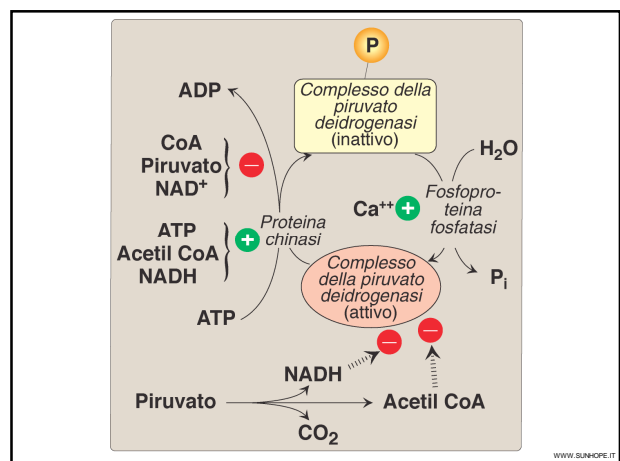 P
ADP
Complesso della
piruvato
deidrogenasi
(inattivo)
CoA
Piruvato
NAD⁺
−
H₂O
Ca⁺⁺ +
Fosfopro-
teina
fosfatasi
Proteina
chinasi
ATP
Acetil CoA
NADH
+
Complesso
della piruvato
deidrogenasi
(attivo)
Pᵢ
ATP
−
−
NADH
Piruvato
Acetil CoA
CO₂
WWW.SUNHOPE.IT